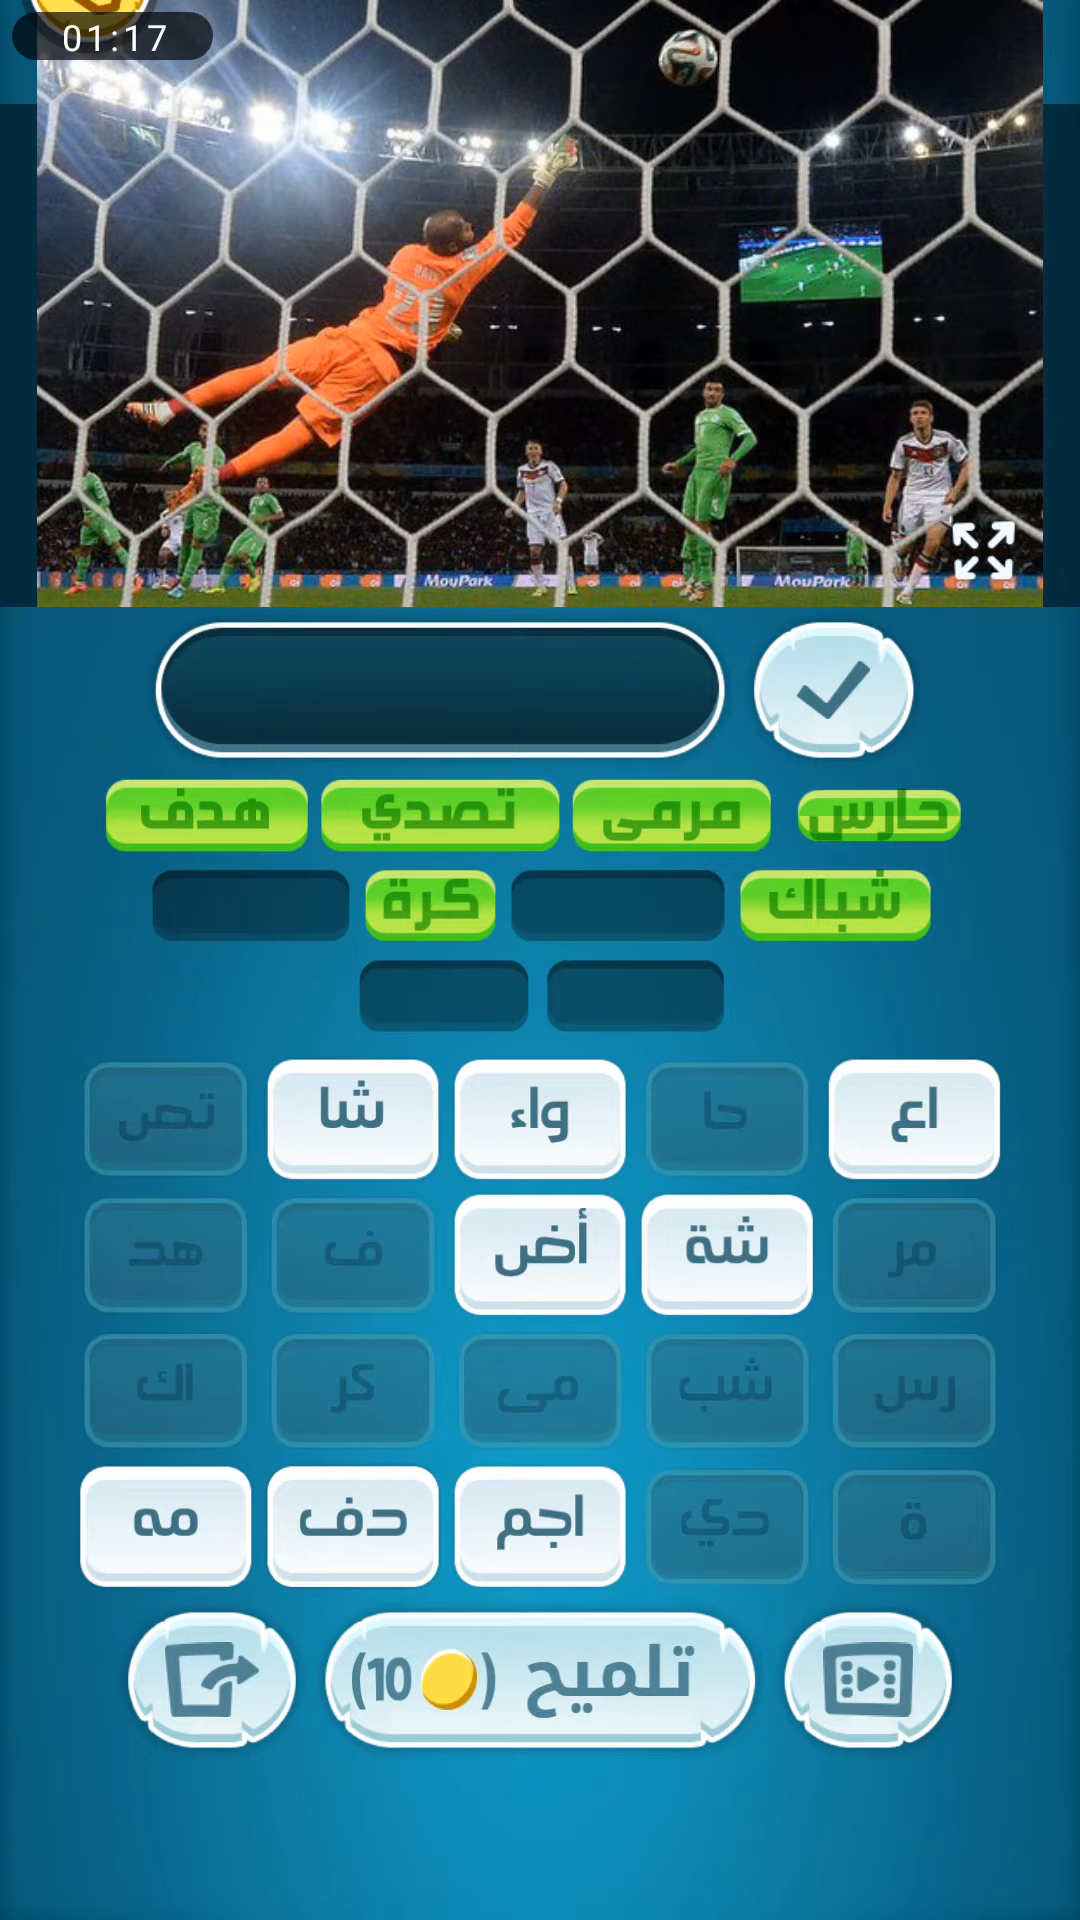 01:17
MoyPark
MoyPark
حارس مرمى تصدي هدف
شباك كرة
اع حا واء شا تص
مر شة أض ف هد
رس شب مى كر اك
ة دي اجم دف مه
تلميح (10)